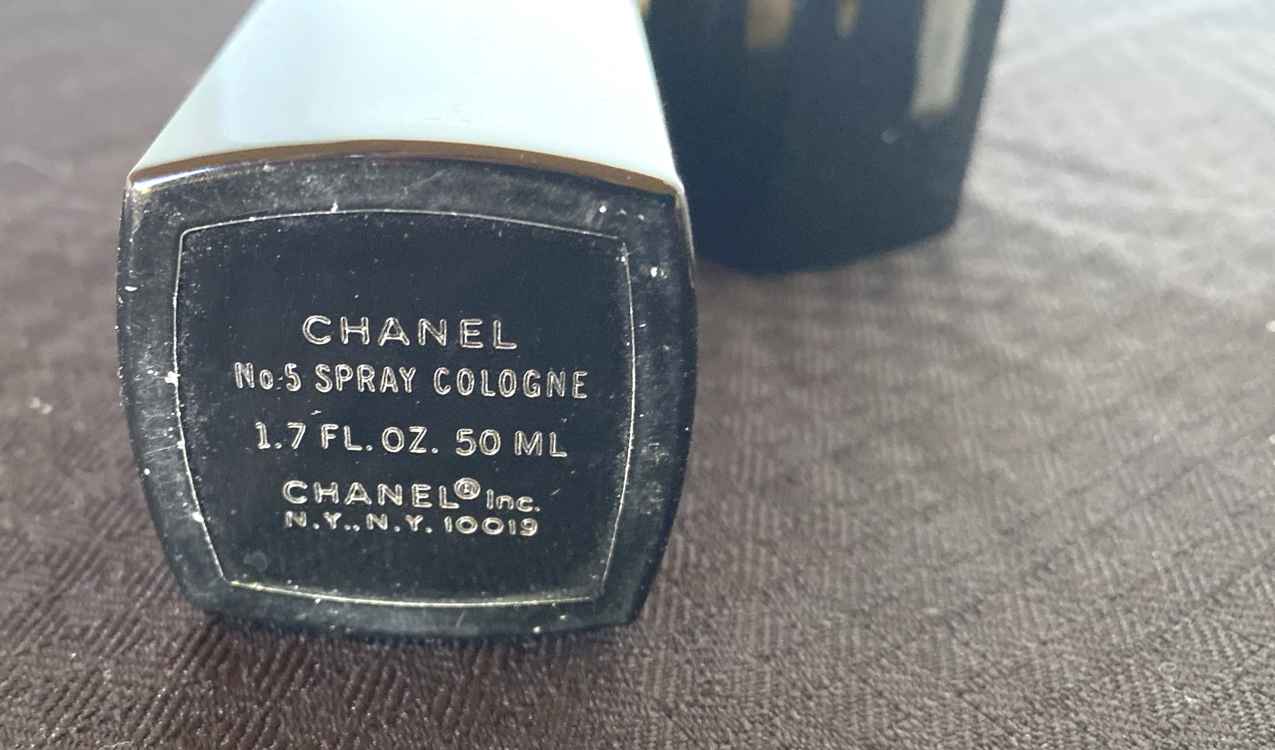 CHANEL
No.5 SPRAY COLOGNE
1.7 FL. OZ. 50 ML
CHANEL® Inc.
N.Y., N.Y. 10019